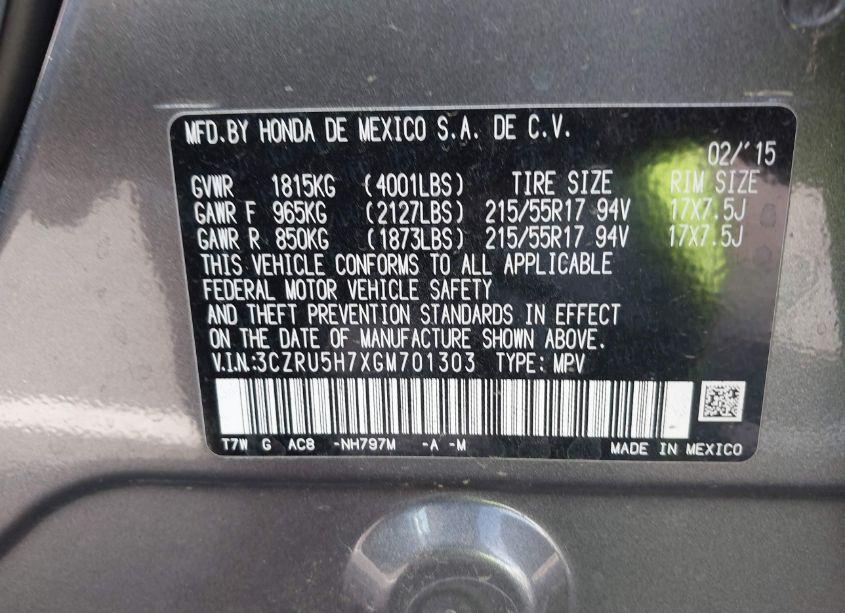 MFD.BY HONDA DE MEXICO S.A. DE C.V.
02/'15
GVWR 1815KG (4001LBS) TIRE SIZE RIM SIZE
GAWR F 965KG (2127LBS) 215/55R17 94V 17X7.5J
GAWR R 850KG (1873LBS) 215/55R17 94V 17X7.5J
THIS VEHICLE CONFORMS TO ALL APPLICABLE
FEDERAL MOTOR VEHICLE SAFETY
AND THEFT PREVENTION STANDARDS IN EFFECT
ON THE DATE OF MANUFACTURE SHOWN ABOVE.
V.I.N.:3CZRU5H7XGM701303 TYPE: MPV
T7W G AC8 -NH797M -A -M MADE IN MEXICO